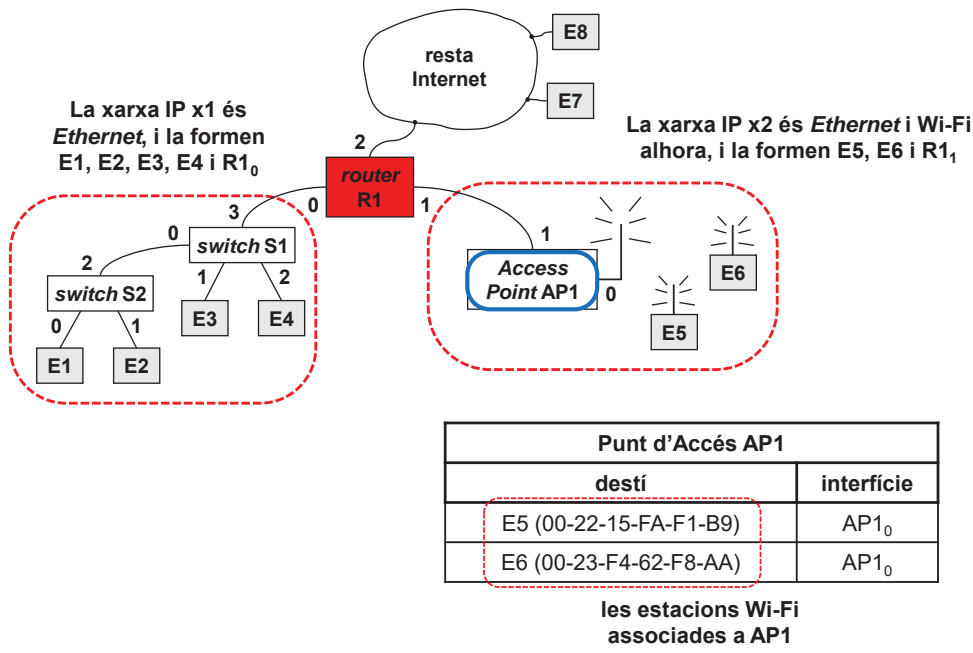 E8
resta
Internet
E7
La xarxa IP x1 és
Ethernet, i la formen
E1, E2, E3, E4 i R1₀
La xarxa IP x2 és Ethernet i Wi-Fi
alhora, i la formen E5, E6 i R1₁
2
router
R1
0
1
3
0
switch S1
1
2
2
switch S2
0
1
E3
E4
E1
E2
1
Access
Point AP1
0
E6
E5
Punt d'Accés AP1
destí interfície
E5 (00-22-15-FA-F1-B9) AP1₀
E6 (00-23-F4-62-F8-AA) AP1₀
les estacions Wi-Fi
associades a AP1